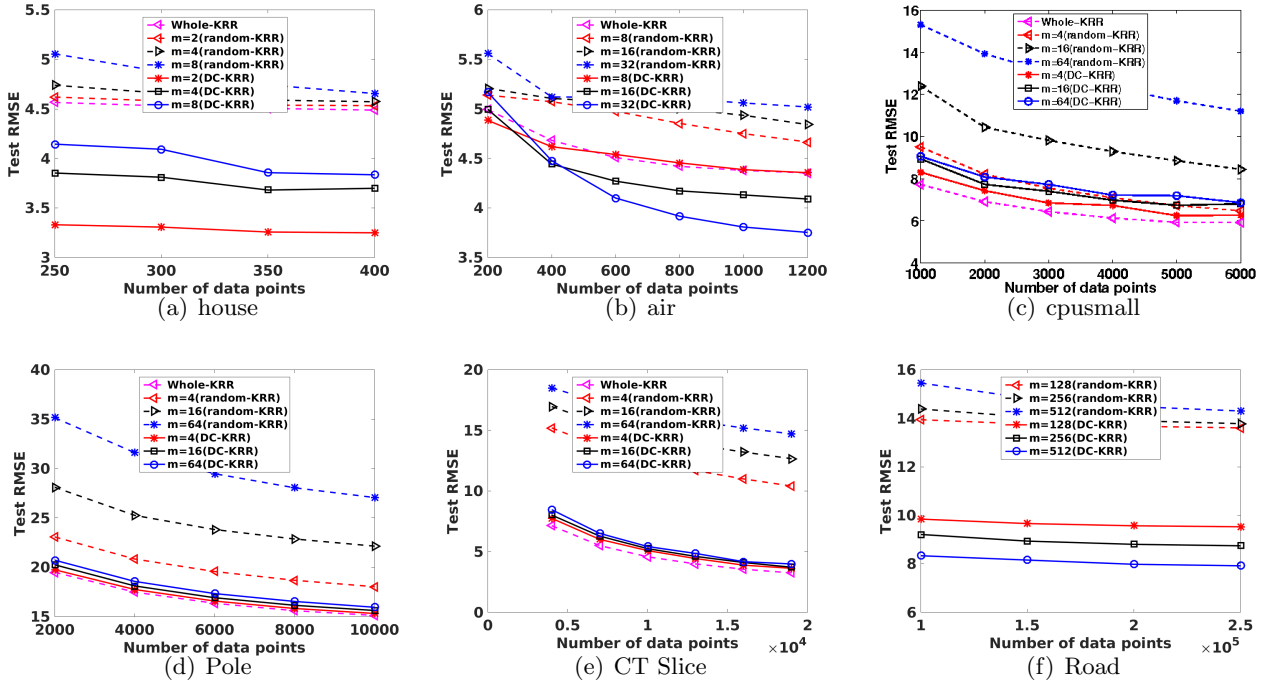 5.5
5
4.5
4
3.5
3
Test RMSE
Whole-KRR
m=2(random-KRR)
m=4(random-KRR)
m=8(random-KRR)
m=2(DC-KRR)
m=4(DC-KRR)
m=8(DC-KRR)
250 300 350 400
Number of data points
(a) house
6
5.5
5
4.5
4
3.5
Test RMSE
Whole-KRR
m=8(random-KRR)
m=16(random-KRR)
m=32(random-KRR)
m=8(DC-KRR)
m=16(DC-KRR)
m=32(DC-KRR)
200 400 600 800 1000 1200
Number of data points
(b) air
16
14
12
10
8
6
4
Test RMSE
Whole-KRR
m=4(random-KRR)
m=16(random-KRR)
m=64(random-KRR)
m=4(DC-KRR)
m=16(DC-KRR)
m=64(DC-KRR)
1000 2000 3000 4000 5000 6000
Number of data points
(c) cpusmall
40
35
30
25
20
15
Test RMSE
Whole-KRR
m=4(random-KRR)
m=16(random-KRR)
m=64(random-KRR)
m=4(DC-KRR)
m=16(DC-KRR)
m=64(DC-KRR)
2000 4000 6000 8000 10000
Number of data points
(d) Pole
20
15
10
5
0
Test RMSE
Whole-KRR
m=4(random-KRR)
m=16(random-KRR)
m=64(random-KRR)
m=4(DC-KRR)
m=16(DC-KRR)
m=64(DC-KRR)
0 0.5 1 1.5 2
Number of data points
×10^4
(e) CT Slice
16
14
12
10
8
6
Test RMSE
m=128(random-KRR)
m=256(random-KRR)
m=512(random-KRR)
m=128(DC-KRR)
m=256(DC-KRR)
m=512(DC-KRR)
1 1.5 2 2.5
Number of data points
×10^5
(f) Road